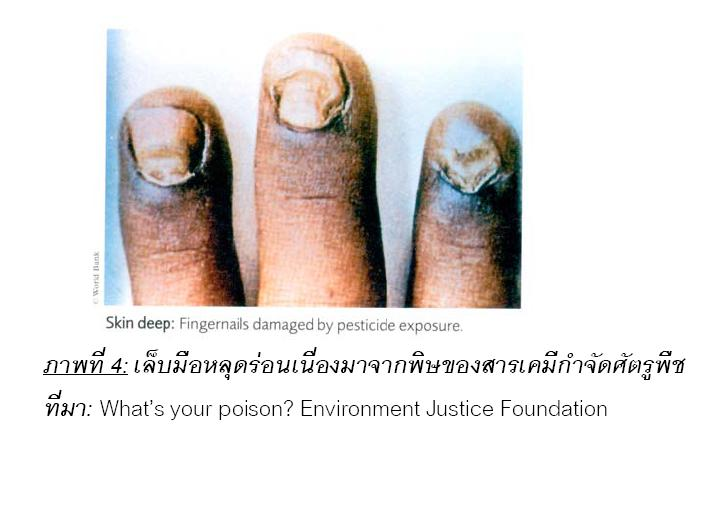 © World Bank
Skin deep: Fingernails damaged by pesticide exposure.
ภาพที่ 4: เล็บมือหลุดร่อนเนื่องมาจากพิษของสารเคมีกำจัดศัตรูพืช
ที่มา: What's your poison? Environment Justice Foundation